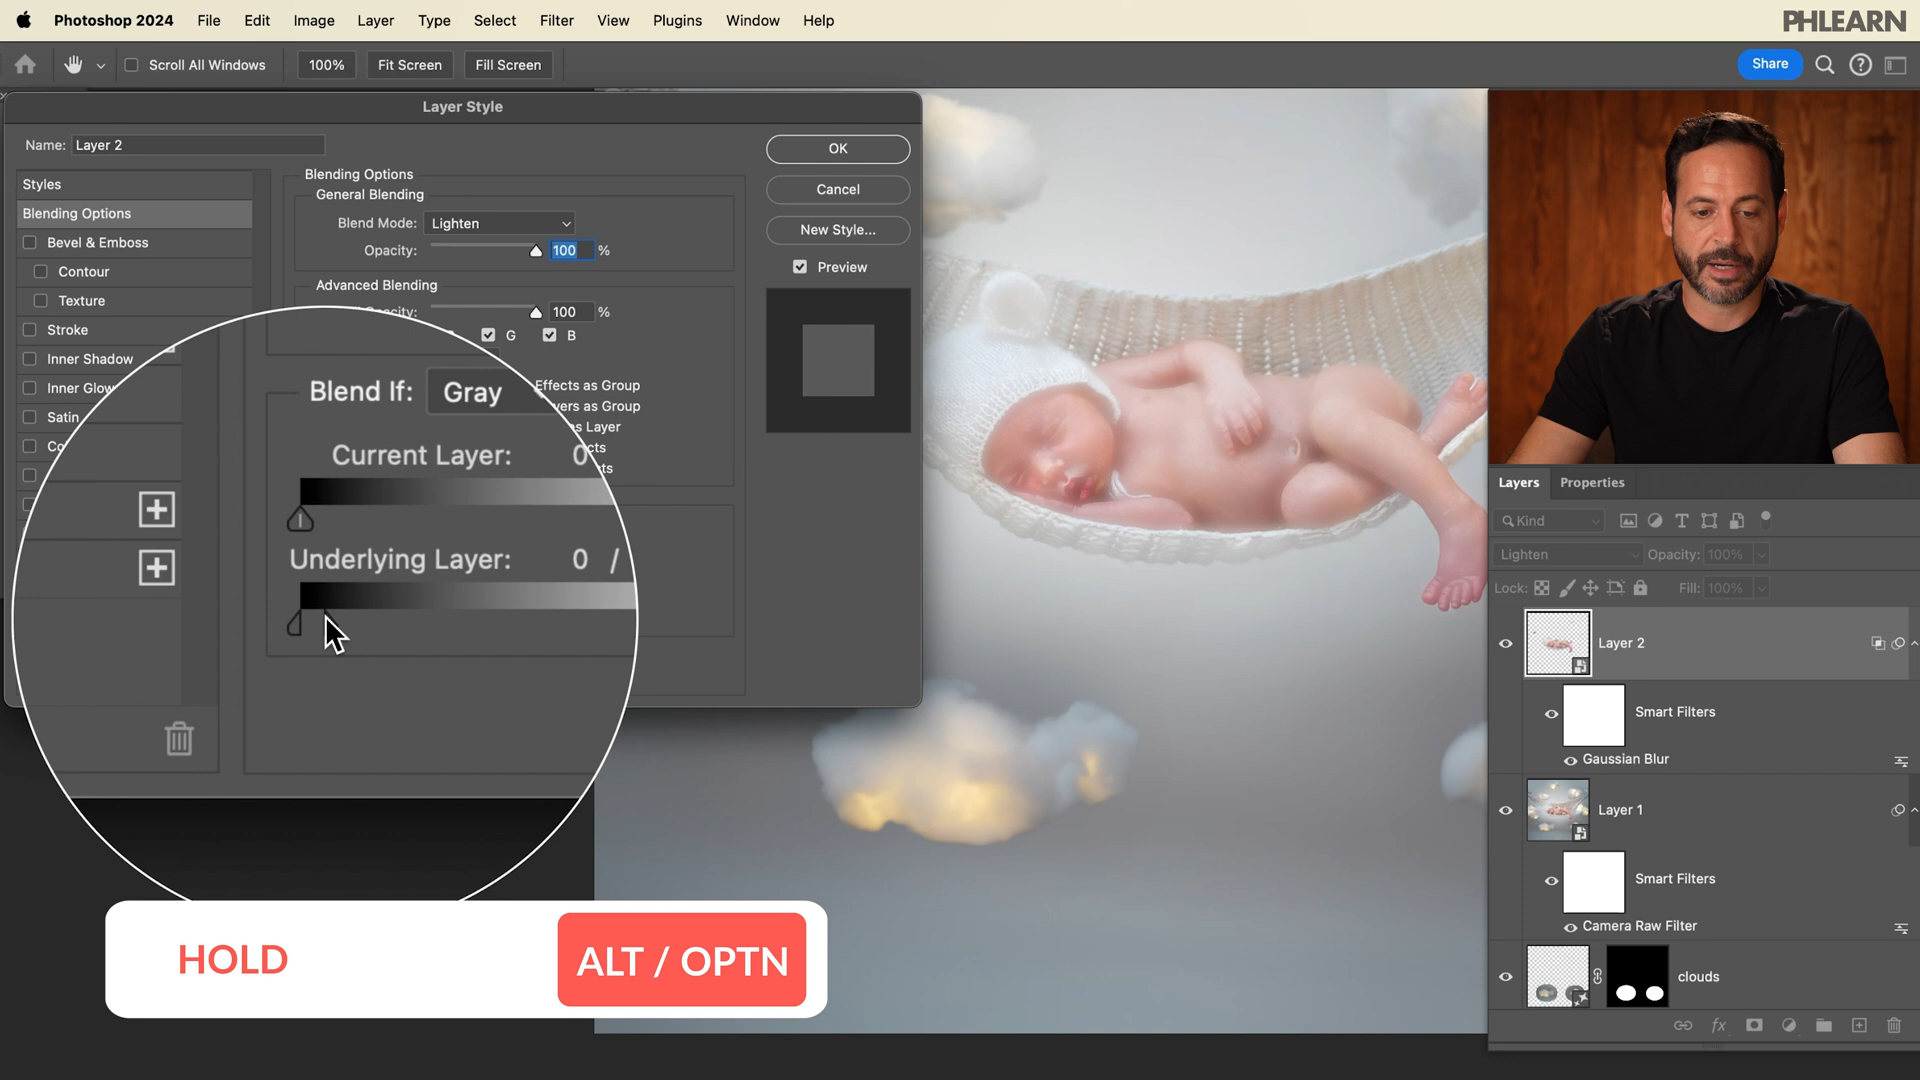 Photoshop 2024 File Edit Image Layer Type Select Filter View Plugins Window Help
PHLEARN
Scroll All Windows 100% Fit Screen Fill Screen
Share
Layer Style
Name: Layer 2
Styles
Blending Options
Bevel & Emboss
Contour
Texture
Stroke
Inner Shadow
Inner Glow
Satin
Blending Options
General Blending
Blend Mode: Lighten
Opacity: 100 %
Advanced Blending
100 %
G B
Effects as Group
as Group
Layer
Blend If: Gray
Current Layer: 0
Underlying Layer: 0 /
OK
Cancel
New Style...
Preview
HOLD ALT / OPTN
Layers Properties
Kind
Lighten Opacity: 100%
Lock: Fill: 100%
Layer 2
Smart Filters
Gaussian Blur
Layer 1
Smart Filters
Camera Raw Filter
clouds
fx